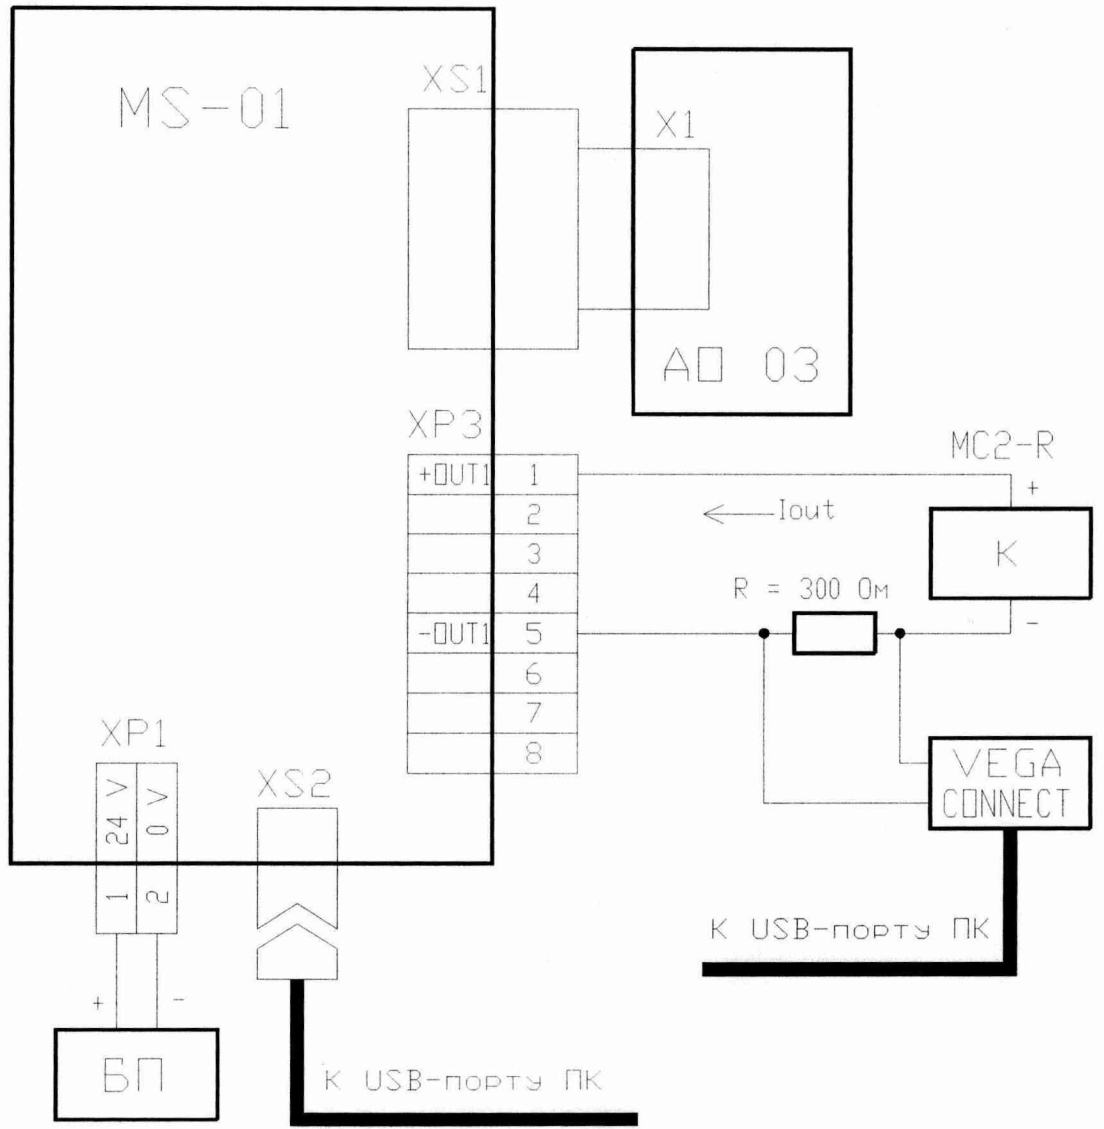 MS-01
XS1
X1
AO 03
XP3
+OUT1 1
2
3
4
-OUT1 5
6
7
8
MC2-R
+
K
-
Iout
R = 300 Ом
VEGA
CONNECT
К USB-порту ПК
XP1
24 V
0 V
1
2
+
-
БП
XS2
К USB-порту ПК